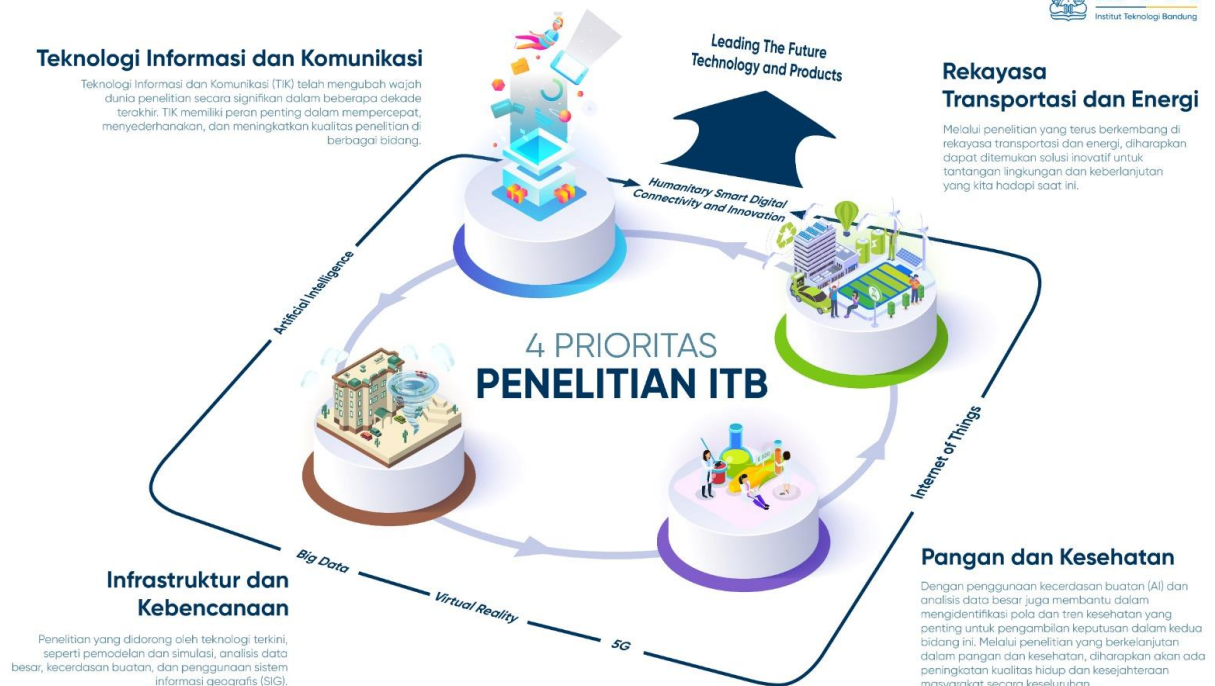 Institut Teknologi Bandung
Teknologi Informasi dan Komunikasi
Teknologi Informasi dan Komunikasi (TIK) telah mengubah wajah
dunia penelitian secara signifikan dalam beberapa dekade
terakhir. TIK memiliki peran penting dalam mempercepat,
menyederhanakan, dan meningkatkan kualitas penelitian di
berbagai bidang.
Leading The Future
Technology and Products
Rekayasa
Transportasi dan Energi
Melalui penelitian yang terus berkembang di
rekayasa transportasi dan energi, diharapkan
dapat ditemukan solusi inovatif untuk
tantangan lingkungan dan keberlanjutan
yang kita hadapi saat ini.
Humanitary Smart Digital
Connectivity and Innovation
Artificial Intelligence
4 PRIORITAS
PENELITIAN ITB
Internet of Things
Big Data
Virtual Reality
5G
Infrastruktur dan
Kebencanaan
Penelitian yang didorong oleh teknologi terkini,
seperti pemodelan dan simulasi, analisis data
besar, kecerdasan buatan, dan penggunaan sistem
informasi geografis (SIG).
Pangan dan Kesehatan
Dengan penggunaan kecerdasan buatan (AI) dan
analisis data besar juga membantu dalam
mengidentifikasi pola dan tren kesehatan yang
penting untuk pengambilan keputusan dalam kedua
bidang ini. Melalui penelitian yang berkelanjutan
dalam pangan dan kesehatan, diharapkan akan ada
peningkatan kualitas hidup dan kesejahteraan
masyarakat secara keseluruhan.